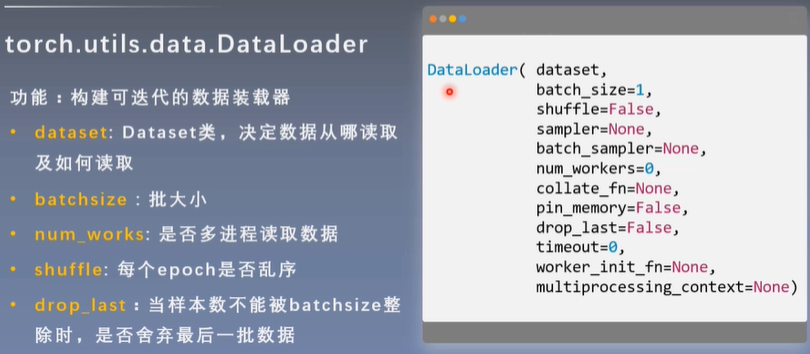 torch.utils.data.DataLoader
功能：构建可迭代的数据装载器
• dataset: Dataset类，决定数据从哪读取
及如何读取
• batchsize : 批大小
• num_works: 是否多进程读取数据
• shuffle: 每个epoch是否乱序
• drop_last：当样本数不能被batchsize整
除时，是否舍弃最后一批数据
DataLoader( dataset,
batch_size=1,
shuffle=False,
sampler=None,
batch_sampler=None,
num_workers=0,
collate_fn=None,
pin_memory=False,
drop_last=False,
timeout=0,
worker_init_fn=None,
multiprocessing_context=None)